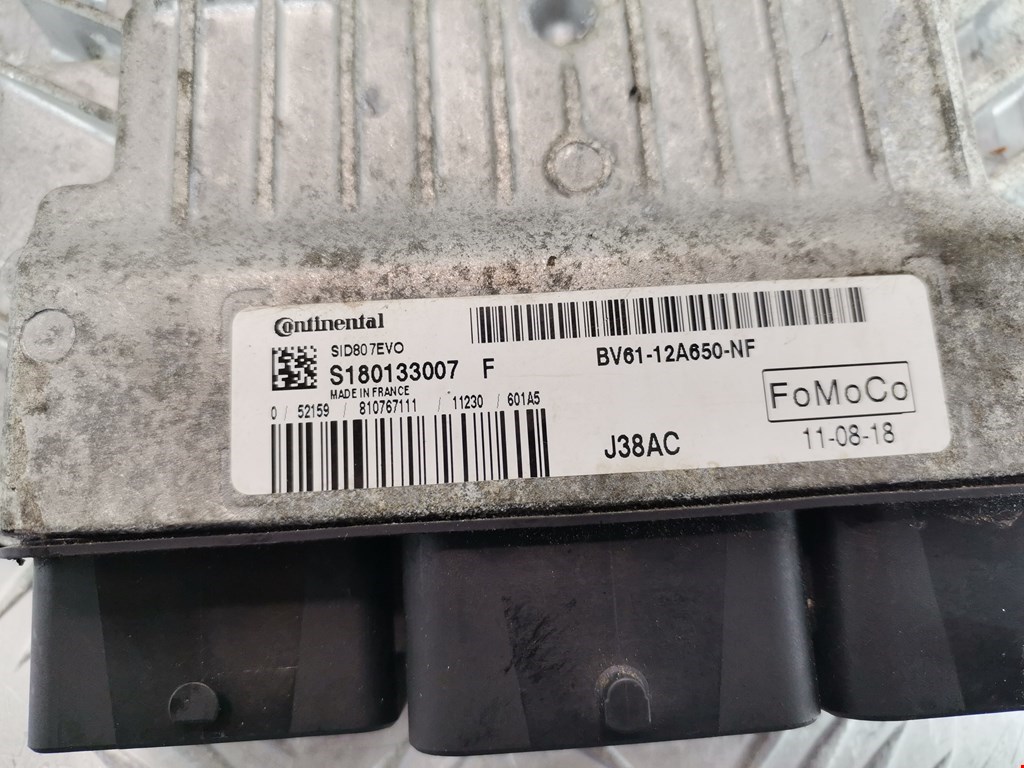 Continental
SID807EVO
S180133007 F
MADE IN FRANCE
0 / 52159 / 810767111 / 11230 / 601A5
BV61-12A650-NF
FoMoCo
J38AC
11-08-18